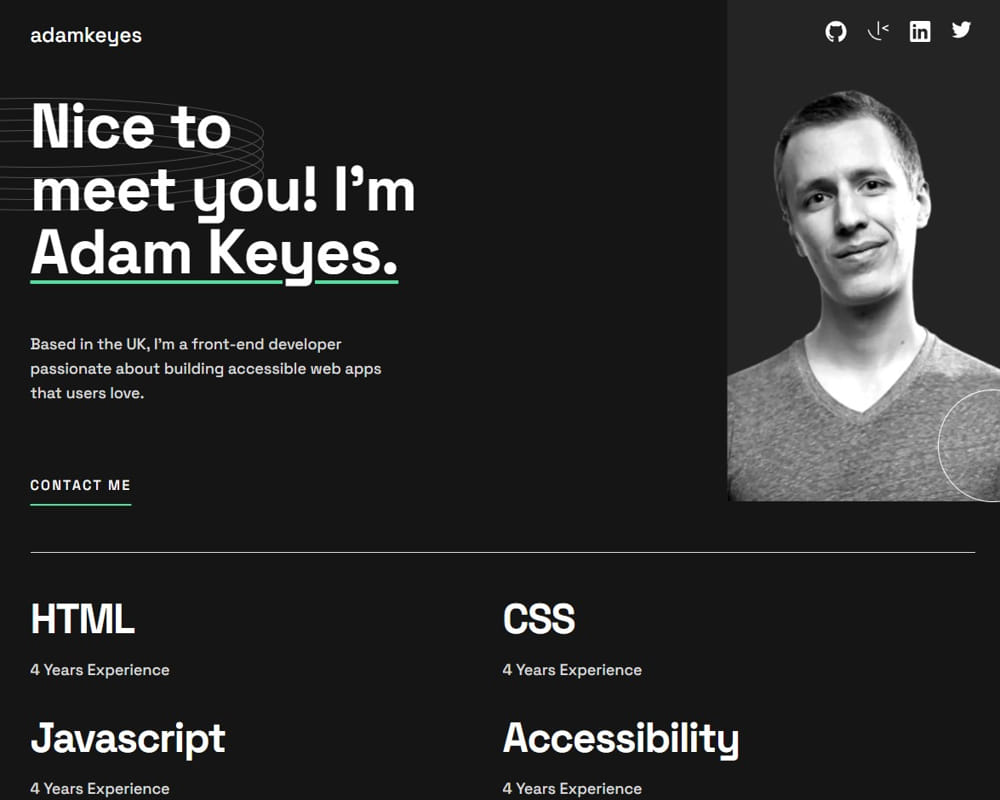 adamkeyes
Nice to
meet you! I’m
Adam Keyes.
Based in the UK, I’m a front-end developer
passionate about building accessible web apps
that users love.
CONTACT ME
HTML
CSS
4 Years Experience
4 Years Experience
Javascript
Accessibility
4 Years Experience
4 Years Experience